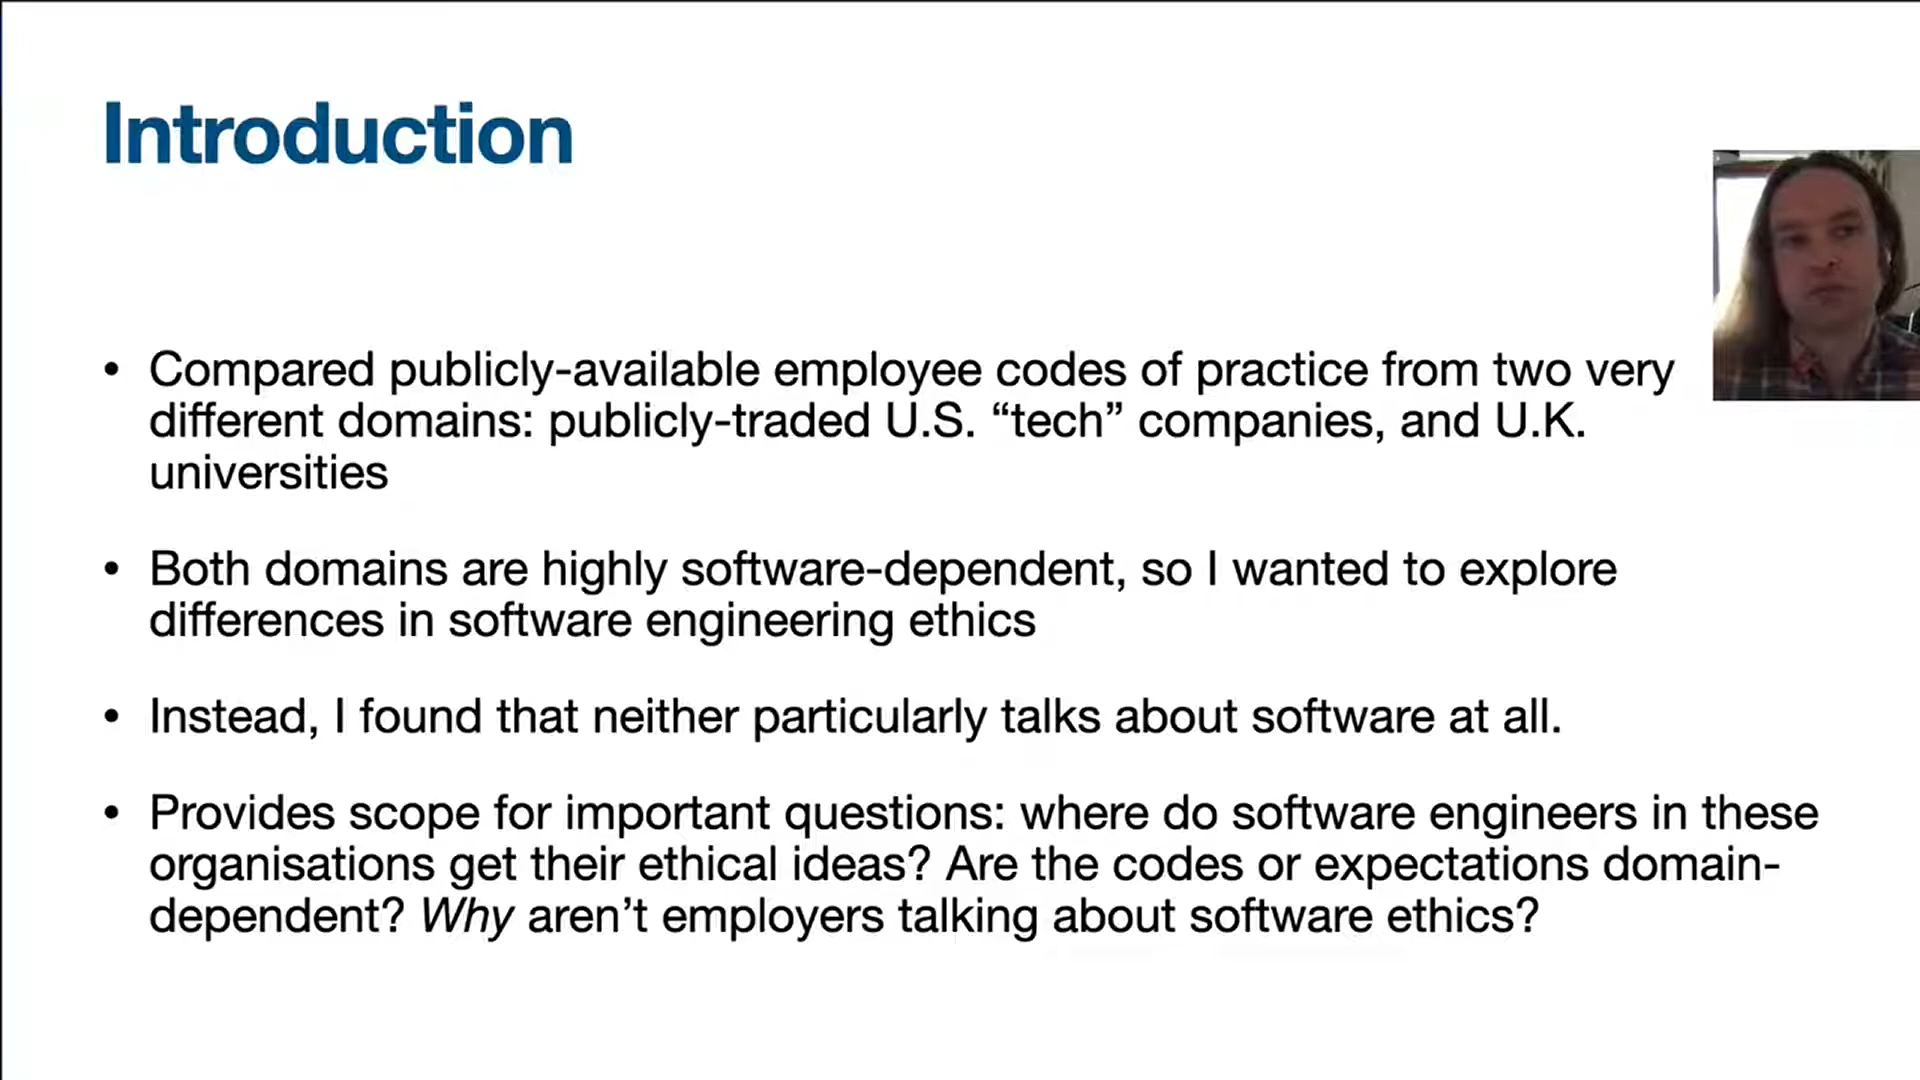 Introduction
• Compared publicly-available employee codes of practice from two very
different domains: publicly-traded U.S. “tech” companies, and U.K.
universities
• Both domains are highly software-dependent, so I wanted to explore
differences in software engineering ethics
• Instead, I found that neither particularly talks about software at all.
• Provides scope for important questions: where do software engineers in these
organisations get their ethical ideas? Are the codes or expectations domain-
dependent? Why aren’t employers talking about software ethics?